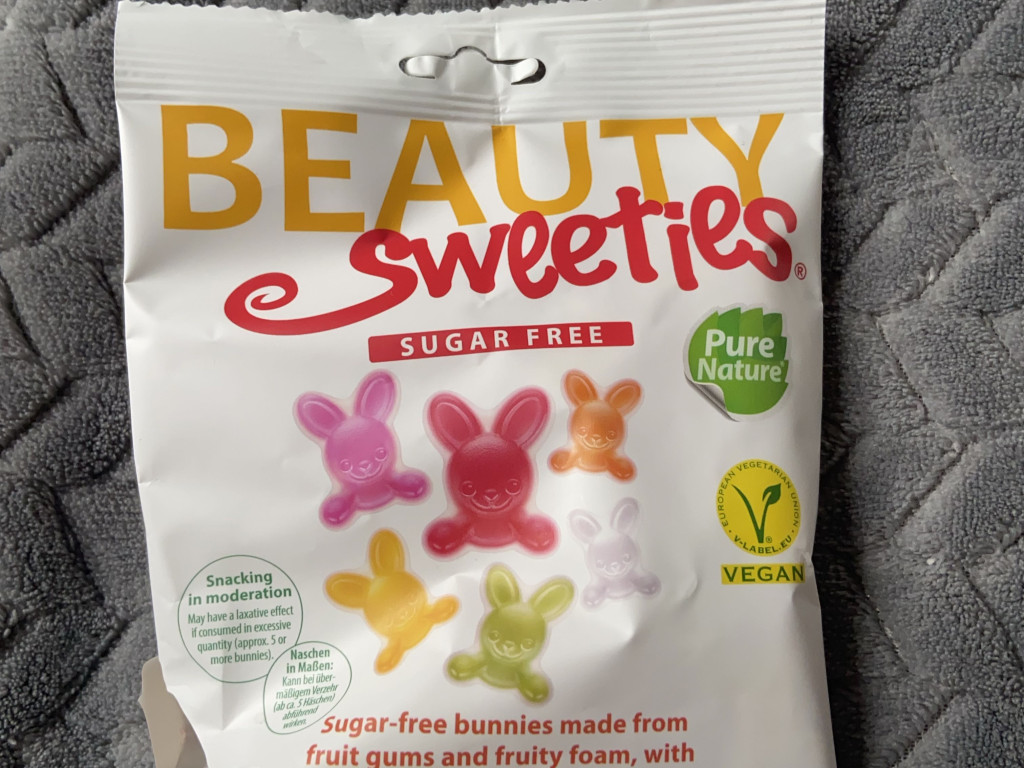 BEAUTY
sweeties®
SUGAR FREE
Pure
Nature
EUROPEAN VEGETARIAN UNION
V-LABEL.EU
VEGAN
Snacking
in moderation
May have a laxative effect
if consumed in excessive
quantity (approx. 5 or
more bunnies).
Naschen
in Maßen:
Kann bei über-
mäßigem Verzehr
(ab ca. 5 Häschen)
abführend
wirken.
Sugar-free bunnies made from
fruit gums and fruity foam, with